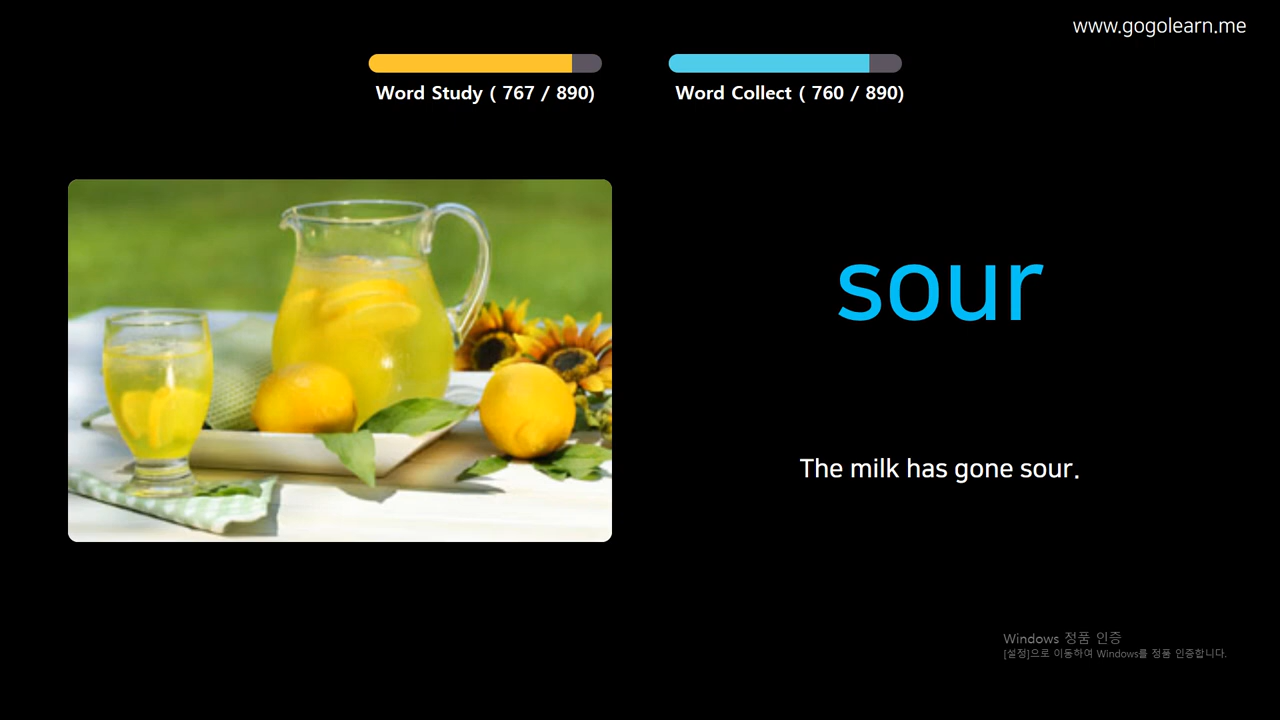 www.gogolearn.me
Word Study ( 767 / 890)
Word Collect ( 760 / 890)
sour
The milk has gone sour.
Windows 정품 인증
[설정]으로 이동하여 Windows를 정품 인증합니다.